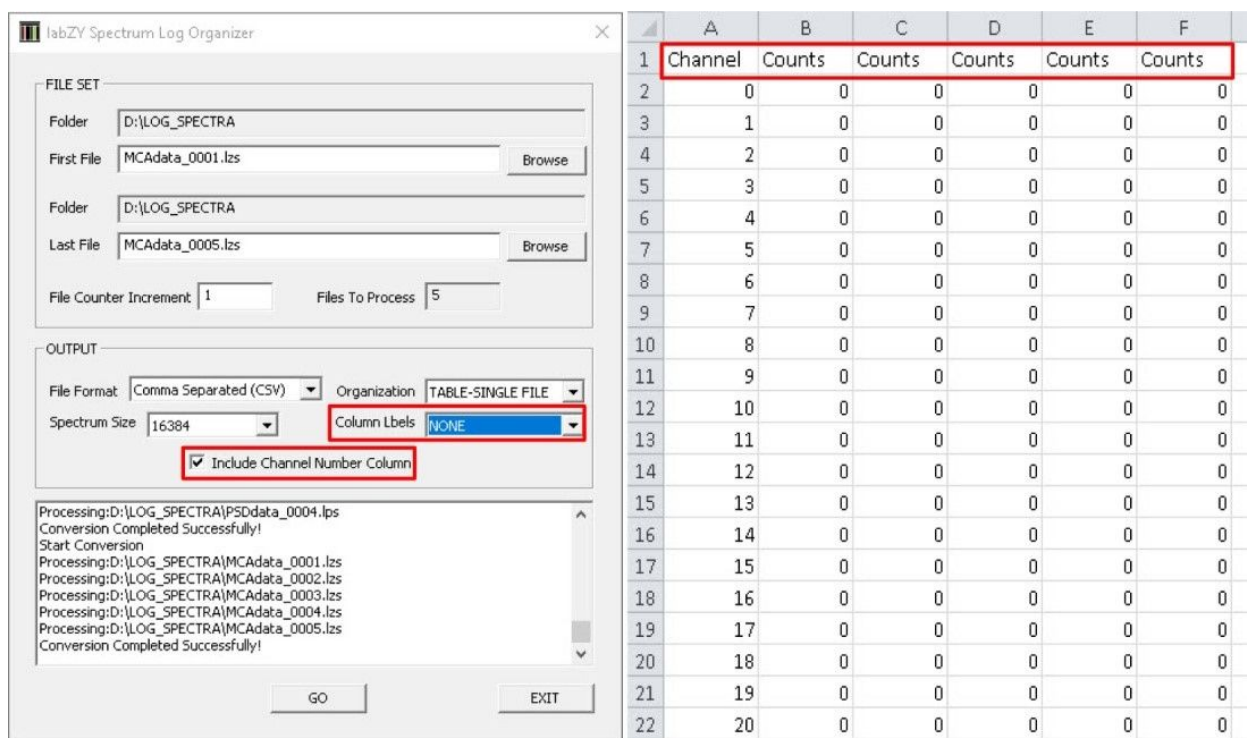 labZY Spectrum Log Organizer
FILE SET
Folder D:\LOG_SPECTRA
First File MCAdata_0001.lzs Browse
Folder D:\LOG_SPECTRA
Last File MCAdata_0005.lzs Browse
File Counter Increment 1 Files To Process 5
OUTPUT
File Format Comma Separated (CSV) Organization TABLE-SINGLE FILE
Spectrum Size 16384 Column Lbels NONE
Include Channel Number Column
Processing:D:\LOG_SPECTRA\PSDdata_0004.lps
Conversion Completed Successfully!
Start Conversion
Processing:D:\LOG_SPECTRA\MCAdata_0001.lzs
Processing:D:\LOG_SPECTRA\MCAdata_0002.lzs
Processing:D:\LOG_SPECTRA\MCAdata_0003.lzs
Processing:D:\LOG_SPECTRA\MCAdata_0004.lzs
Processing:D:\LOG_SPECTRA\MCAdata_0005.lzs
Conversion Completed Successfully!
GO EXIT
A B C D E F
1 Channel Counts Counts Counts Counts Counts
2 0 0 0 0 0 0
3 1 0 0 0 0 0
4 2 0 0 0 0 0
5 3 0 0 0 0 0
6 4 0 0 0 0 0
7 5 0 0 0 0 0
8 6 0 0 0 0 0
9 7 0 0 0 0 0
10 8 0 0 0 0 0
11 9 0 0 0 0 0
12 10 0 0 0 0 0
13 11 0 0 0 0 0
14 12 0 0 0 0 0
15 13 0 0 0 0 0
16 14 0 0 0 0 0
17 15 0 0 0 0 0
18 16 0 0 0 0 0
19 17 0 0 0 0 0
20 18 0 0 0 0 0
21 19 0 0 0 0 0
22 20 0 0 0 0 0